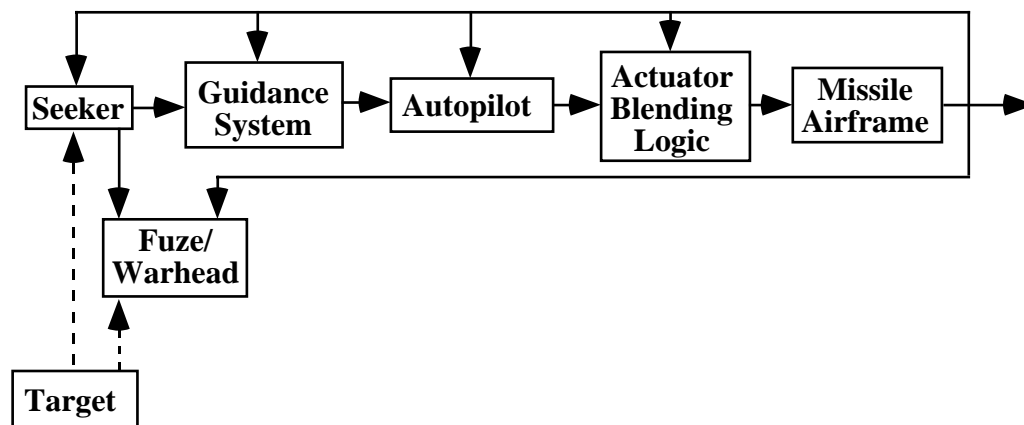 Seeker
Guidance
System
Autopilot
Actuator
Blending
Logic
Missile
Airframe
Fuze/
Warhead
Target